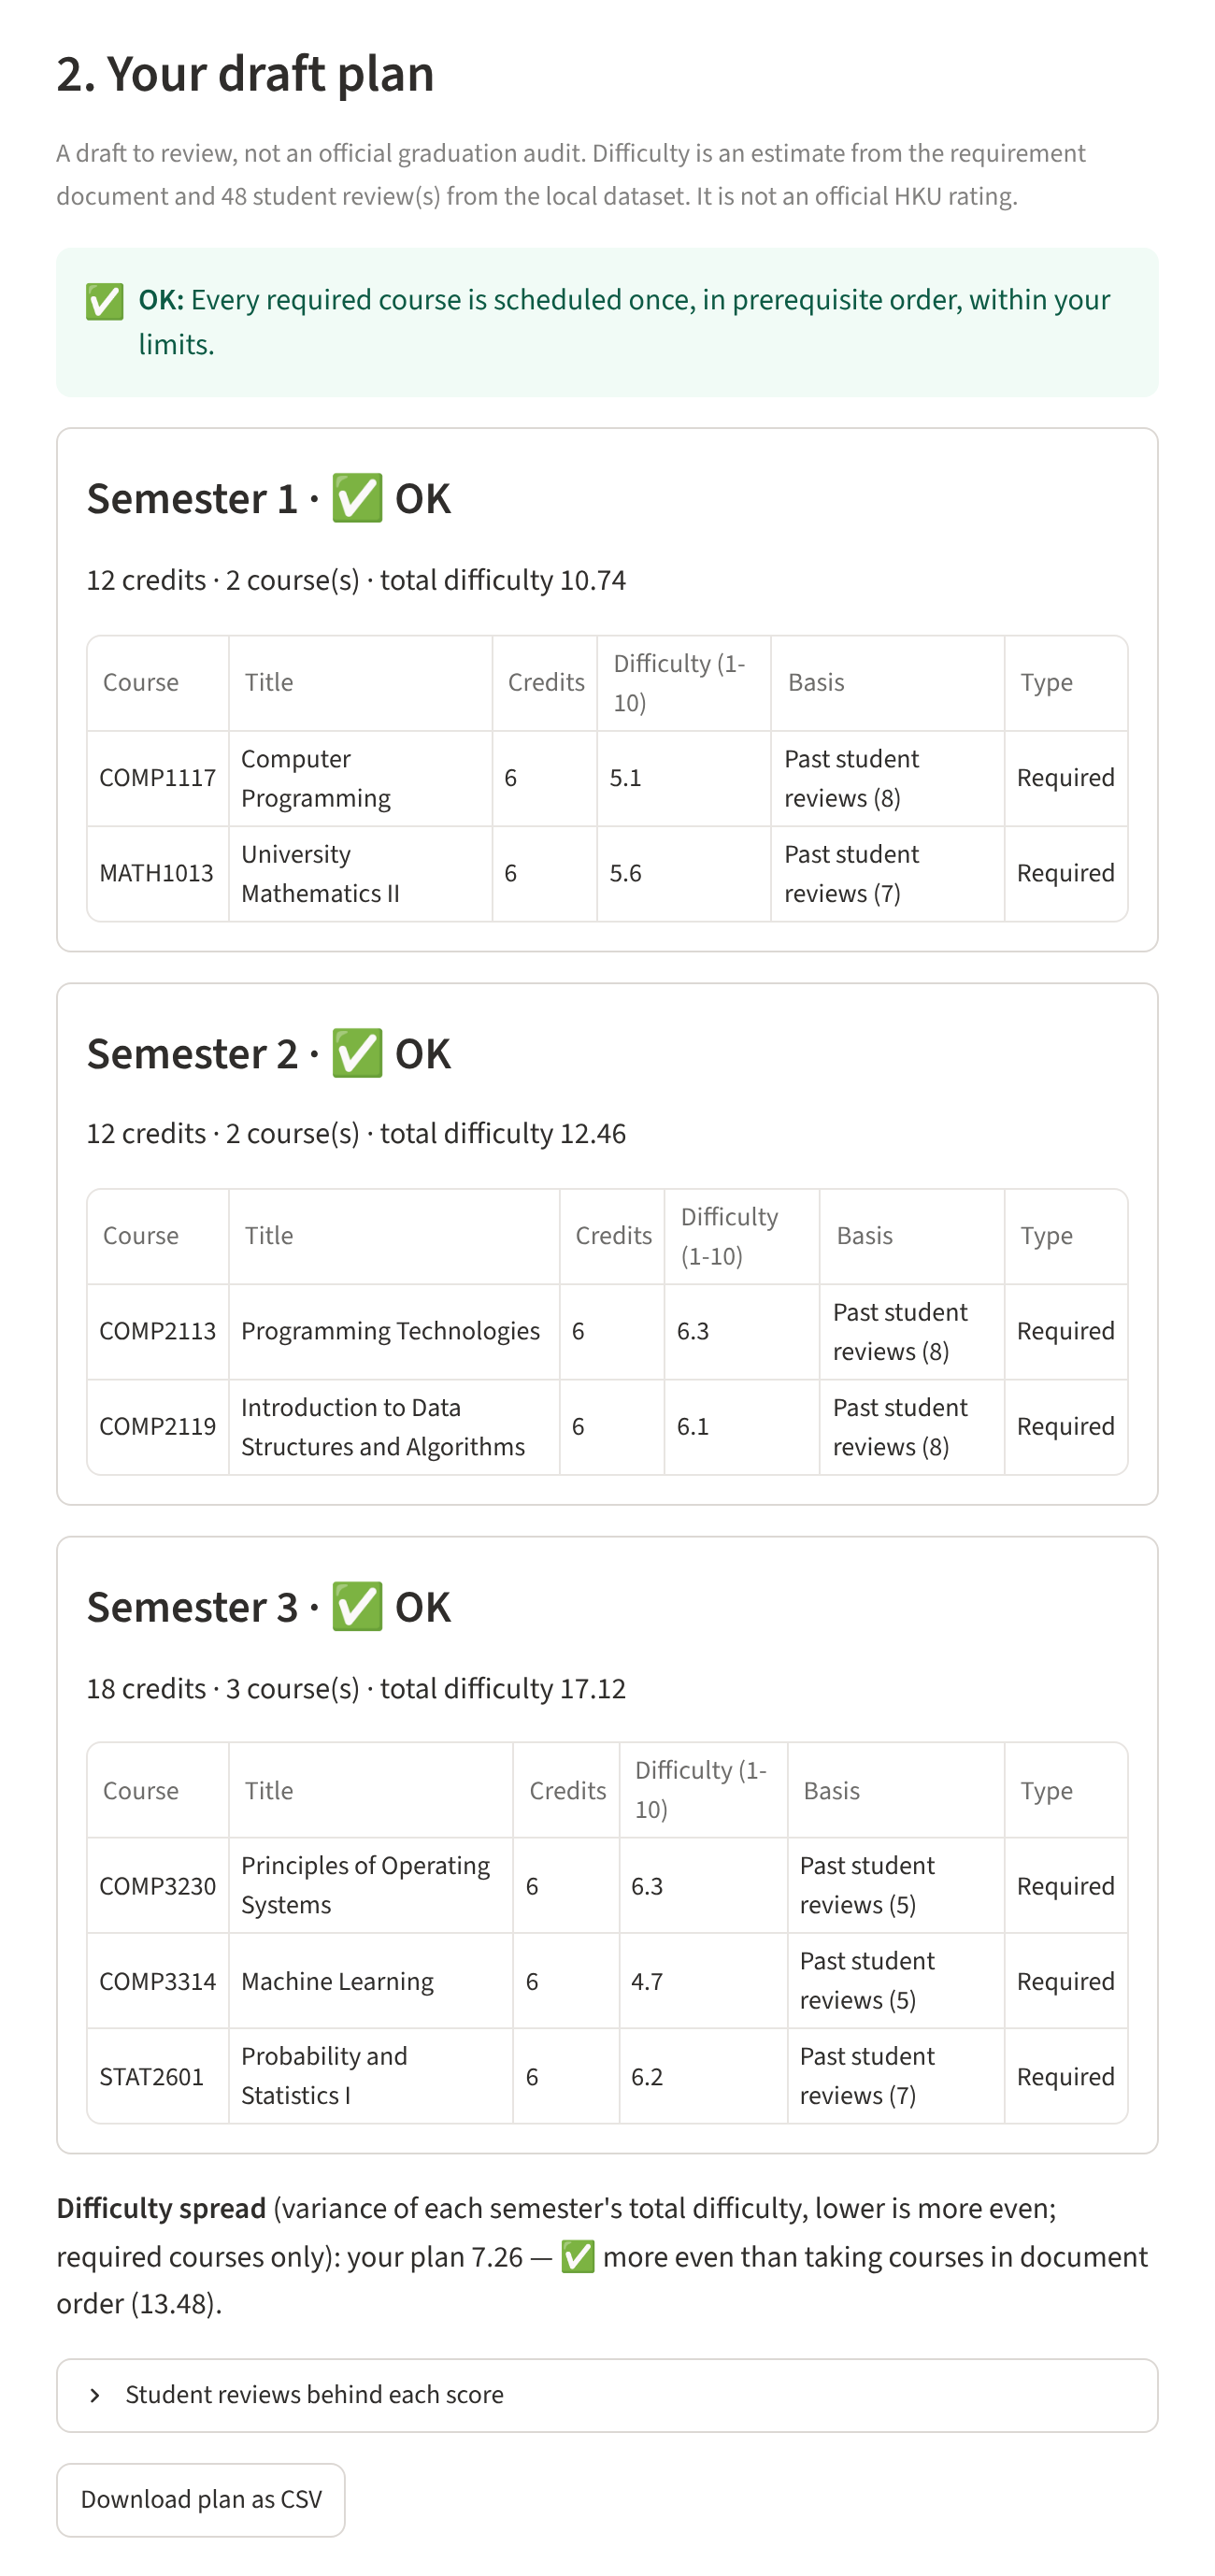 2. Your draft plan
A draft to review, not an official graduation audit. Difficulty is an estimate from the requirement
document and 48 student review(s) from the local dataset. It is not an official HKU rating.
✅ OK: Every required course is scheduled once, in prerequisite order, within your
limits.
Semester 1 · ✅ OK
12 credits · 2 course(s) · total difficulty 10.74
Course Title Credits Difficulty (1-
10) Basis Type
COMP1117 Computer
Programming 6 5.1 Past student
reviews (8) Required
MATH1013 University
Mathematics II 6 5.6 Past student
reviews (7) Required
Semester 2 · ✅ OK
12 credits · 2 course(s) · total difficulty 12.46
Course Title Credits Difficulty
(1-10) Basis Type
COMP2113 Programming Technologies 6 6.3 Past student
reviews (8) Required
COMP2119 Introduction to Data
Structures and Algorithms 6 6.1 Past student
reviews (8) Required
Semester 3 · ✅ OK
18 credits · 3 course(s) · total difficulty 17.12
Course Title Credits Difficulty (1-
10) Basis Type
COMP3230 Principles of Operating
Systems 6 6.3 Past student
reviews (5) Required
COMP3314 Machine Learning 6 4.7 Past student
reviews (5) Required
STAT2601 Probability and
Statistics I 6 6.2 Past student
reviews (7) Required
Difficulty spread (variance of each semester's total difficulty, lower is more even;
required courses only): your plan 7.26 — ✅ more even than taking courses in document
order (13.48).
Student reviews behind each score
Download plan as CSV